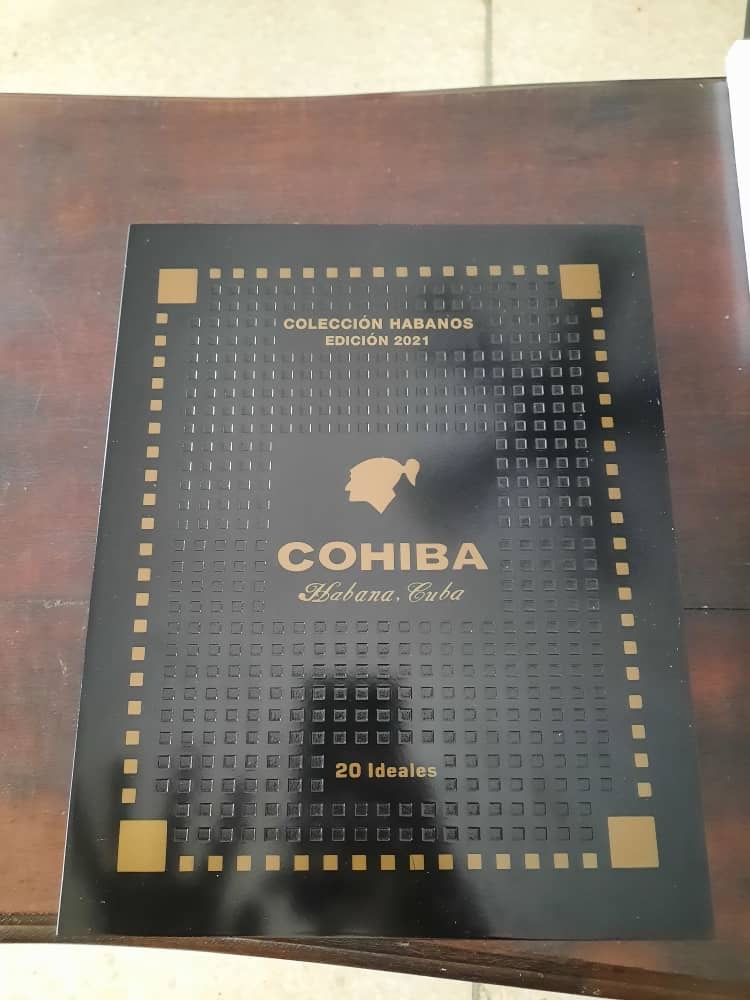 COLECCIÓN HABANOS
EDICIÓN 2021
COHIBA
Habana, Cuba
20 Ideales